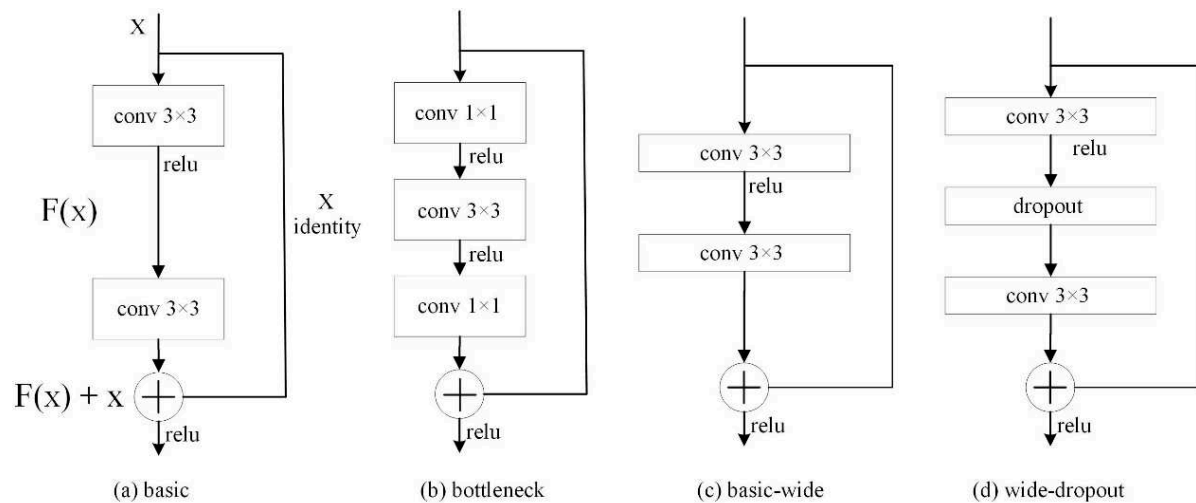 X
conv 3×3
relu
F(x)
X
identity
conv 3×3
F(x) + x
relu
(a) basic
conv 1×1
relu
conv 3×3
relu
conv 1×1
relu
(b) bottleneck
conv 3×3
relu
conv 3×3
relu
(c) basic-wide
conv 3×3
relu
dropout
conv 3×3
relu
(d) wide-dropout